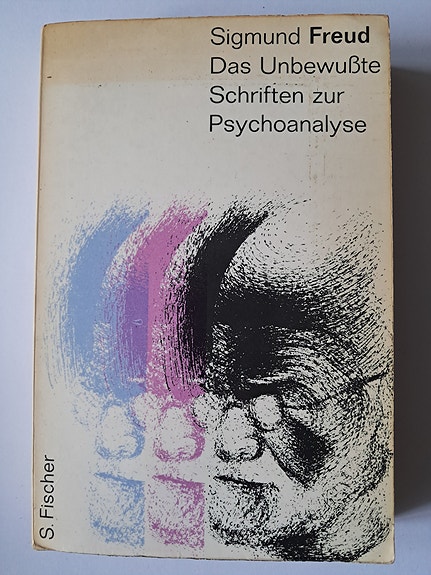 Sigmund Freud
Das Unbewußte
Schriften zur
Psychoanalyse
S. Fischer